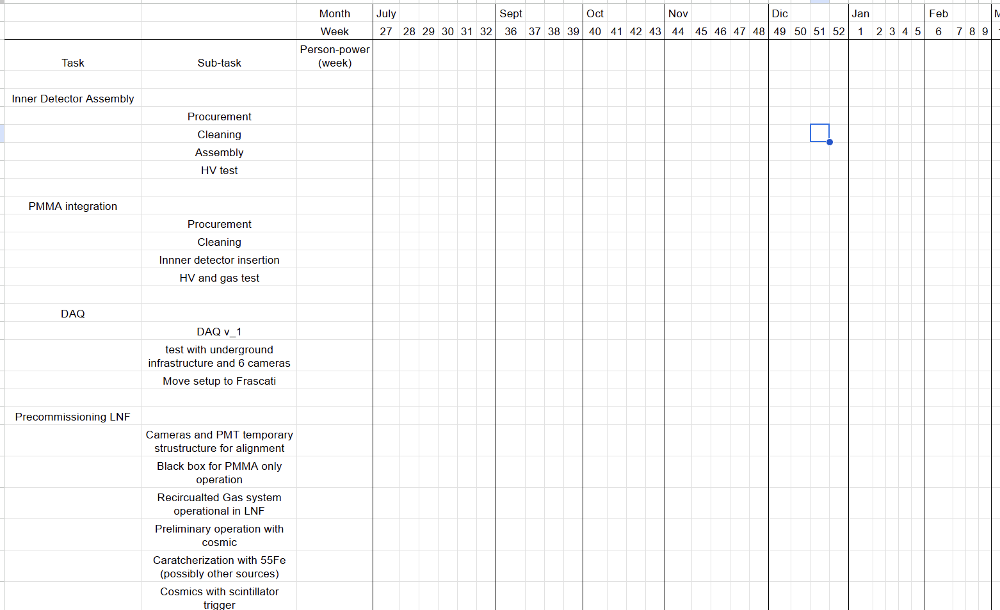 Month July Sept Oct Nov Dic Jan Feb
Week 27 28 29 30 31 32 36 37 38 39 40 41 42 43 44 45 46 47 48 49 50 51 52 1 2 3 4 5 6 7 8 9
Person-power
Task Sub-task (week)
Inner Detector Assembly
Procurement
Cleaning
Assembly
HV test
PMMA integration
Procurement
Cleaning
Innner detector insertion
HV and gas test
DAQ
DAQ v_1
test with underground
infrastructure and 6 cameras
Move setup to Frascati
Precommissioning LNF
Cameras and PMT temporary
strustructure for alignment
Black box for PMMA only
operation
Recircualted Gas system
operational in LNF
Preliminary operation with
cosmic
Caratcherization with 55Fe
(possibly other sources)
Cosmics with scintillator
trigger